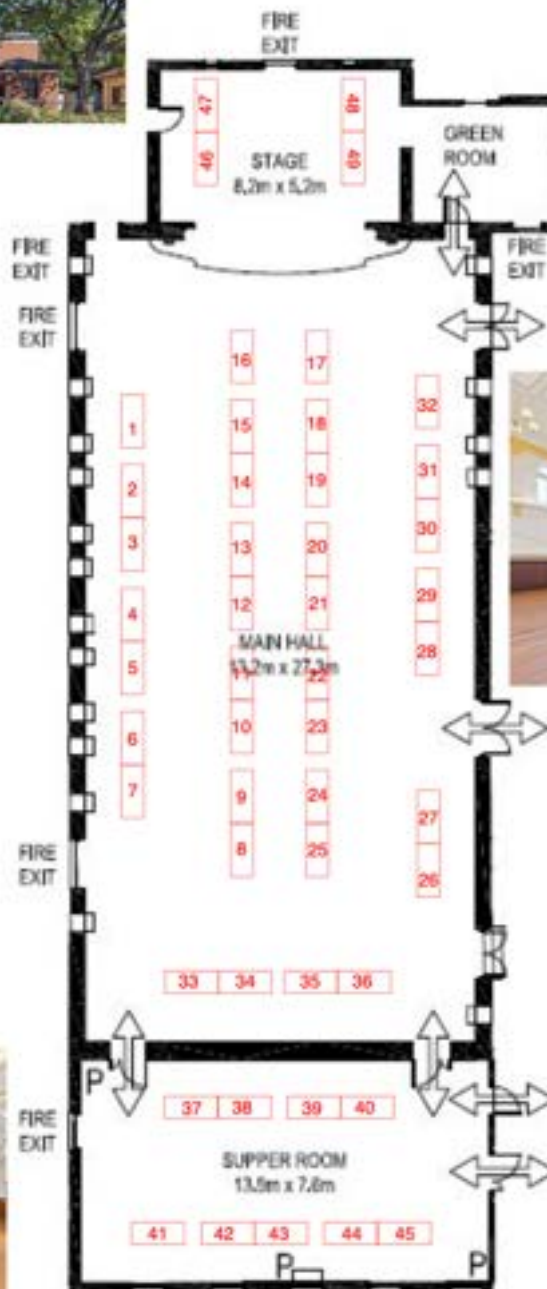 FIRE
EXIT
47
48
46
49
STAGE
8.2m x 5.2m
GREEN
ROOM
FIRE
EXIT
FIRE
EXIT
FIRE
EXIT
16
17
32
1
15
18
31
2
14
19
30
3
13
20
29
4
12
21
28
MAIN HALL
13.2m x 27.3m
5
11
22
6
10
23
7
9
24
27
8
25
26
FIRE
EXIT
33
34
35
36
P
37
38
39
40
FIRE
EXIT
SUPPER ROOM
13.5m x 7.6m
41
42
43
44
45
P
P